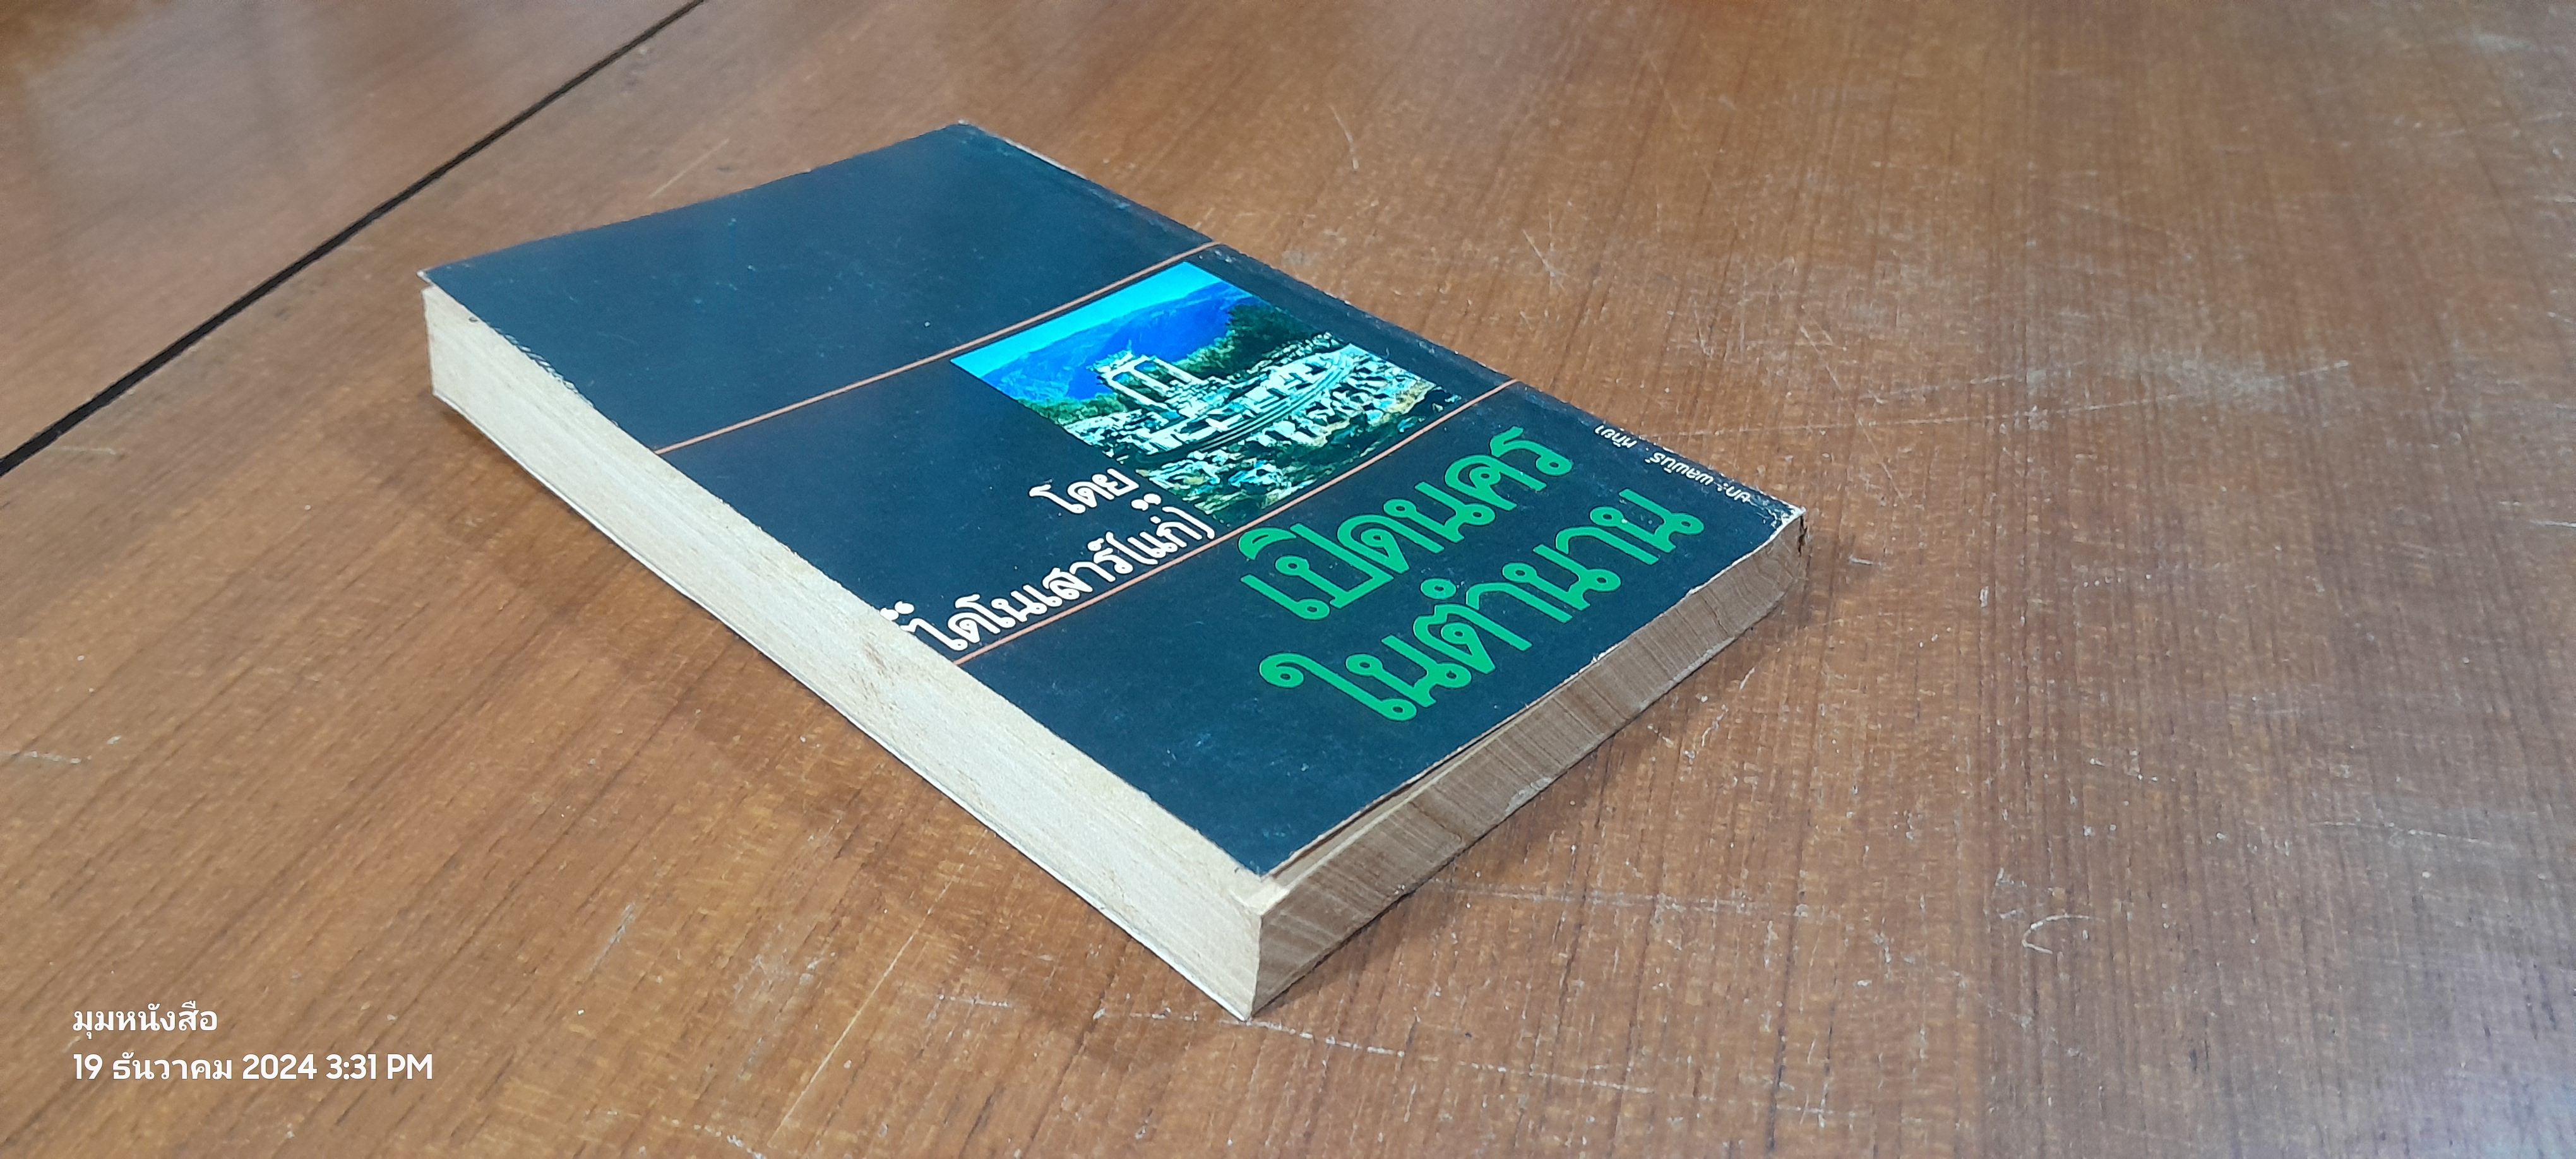 เปิดนคร
ในตำนาน
โดย
"ไดโนเสาร์(แก่)"
มุมหนังสือ
19 ธันวาคม 2024 3:31 PM